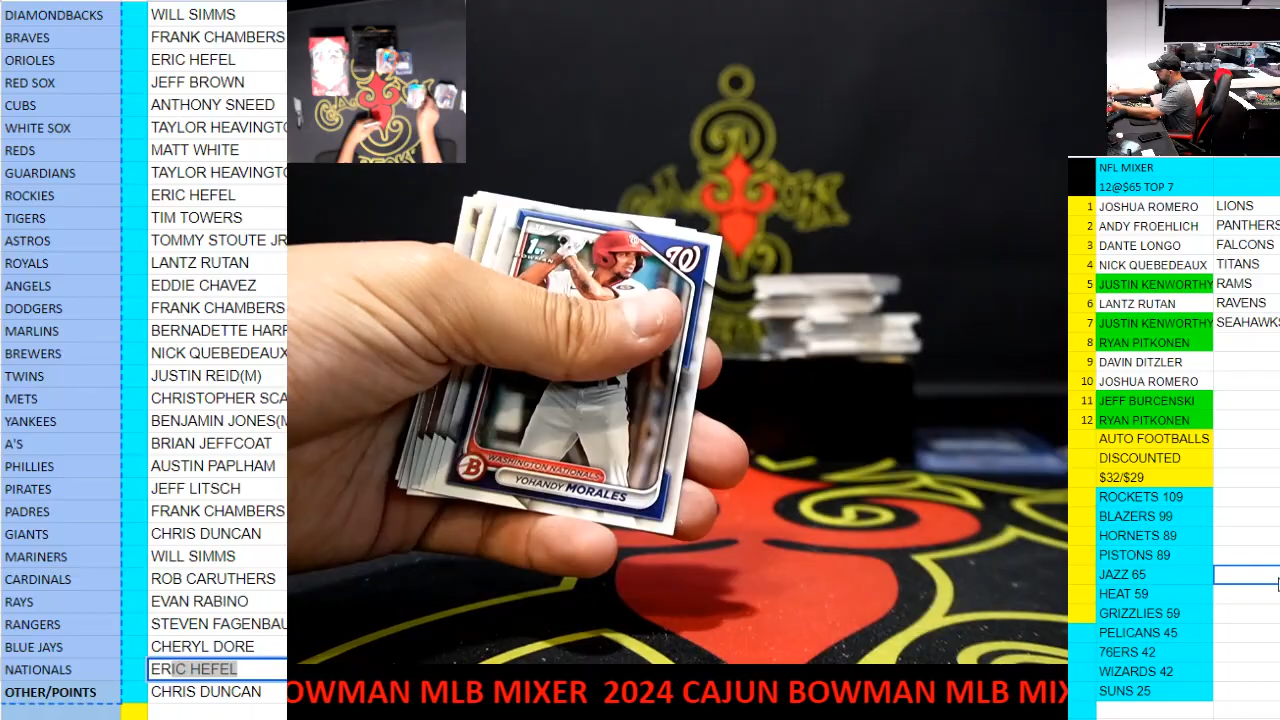 DIAMONDBACKS WILL SIMMS
BRAVES FRANK CHAMBERS
ORIOLES ERIC HEFEL
RED SOX JEFF BROWN
CUBS ANTHONY SNEED
WHITE SOX TAYLOR HEAVINGTO
REDS MATT WHITE
GUARDIANS TAYLOR HEAVINGTO
ROCKIES ERIC HEFEL
TIGERS TIM TOWERS
ASTROS TOMMY STOUTE JR
ROYALS LANTZ RUTAN
ANGELS EDDIE CHAVEZ
DODGERS FRANK CHAMBERS
MARLINS BERNADETTE HARR
BREWERS NICK QUEBEDEAUX
TWINS JUSTIN REID(M)
METS CHRISTOPHER SCA
YANKEES BENJAMIN JONES(M
A'S BRIAN JEFFCOAT
PHILLIES AUSTIN PAPLHAM
PIRATES JEFF LITSCH
PADRES FRANK CHAMBERS
GIANTS CHRIS DUNCAN
MARINERS WILL SIMMS
CARDINALS ROB CARUTHERS
RAYS EVAN RABINO
RANGERS STEVEN FAGENBAU
BLUE JAYS CHERYL DORE
NATIONALS ERIC HEFEL
OTHER/POINTS CHRIS DUNCAN
1ST
BOWMAN
W
B
WASHINGTON NATIONALS
YOHANDY MORALES
OWMAN MLB MIXER 2024 CAJUN BOWMAN MLB MIX
NFL MIXER
12@$65 TOP 7
1 JOSHUA ROMERO LIONS
2 ANDY FROEHLICH PANTHERS
3 DANTE LONGO FALCONS
4 NICK QUEBEDEAUX TITANS
5 JUSTIN KENWORTHY RAMS
6 LANTZ RUTAN RAVENS
7 JUSTIN KENWORTHY SEAHAWKS
8 RYAN PITKONEN
9 DAVIN DITZLER
10 JOSHUA ROMERO
11 JEFF BURCENSKI
12 RYAN PITKONEN
AUTO FOOTBALLS
DISCOUNTED
$32/$29
ROCKETS 109
BLAZERS 99
HORNETS 89
PISTONS 89
JAZZ 65
HEAT 59
GRIZZLIES 59
PELICANS 45
76ERS 42
WIZARDS 42
SUNS 25